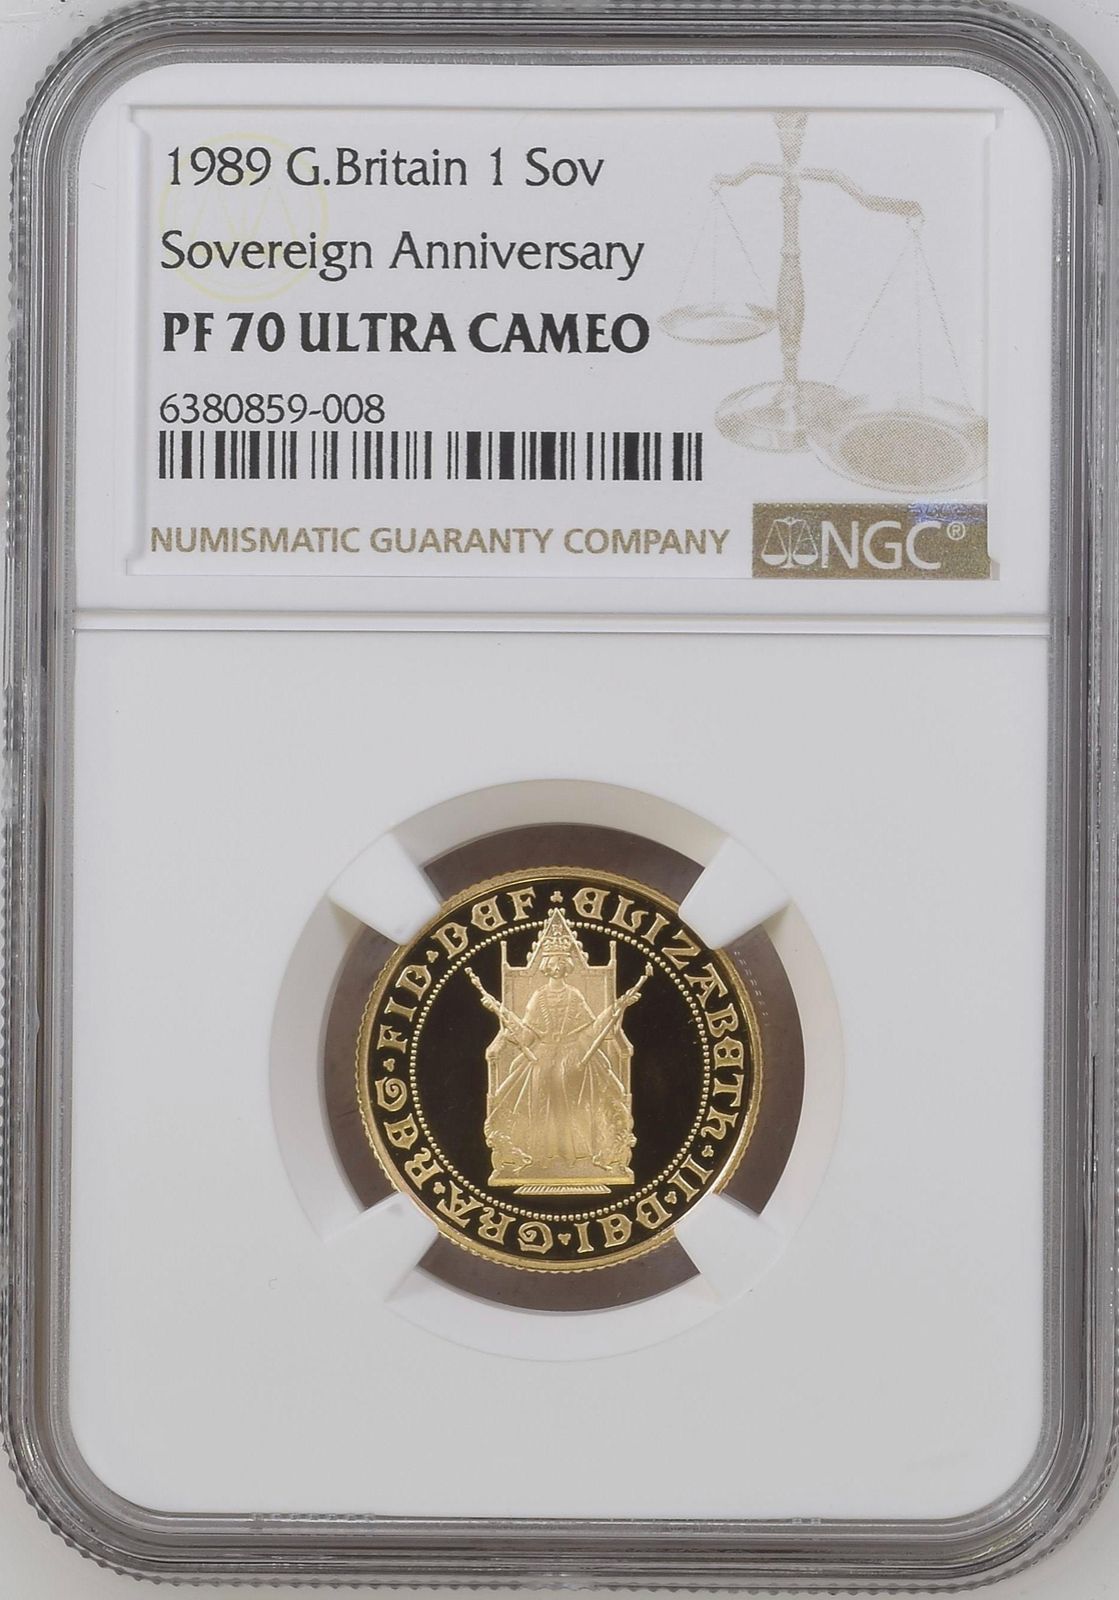 1989 G.Britain 1 Sov
Sovereign Anniversary
PF 70 ULTRA CAMEO
6380859-008
NUMISMATIC GUARANTY COMPANY
NGC®
ELIZABETH·II·DEI·GRA·REG·FID·DEF·